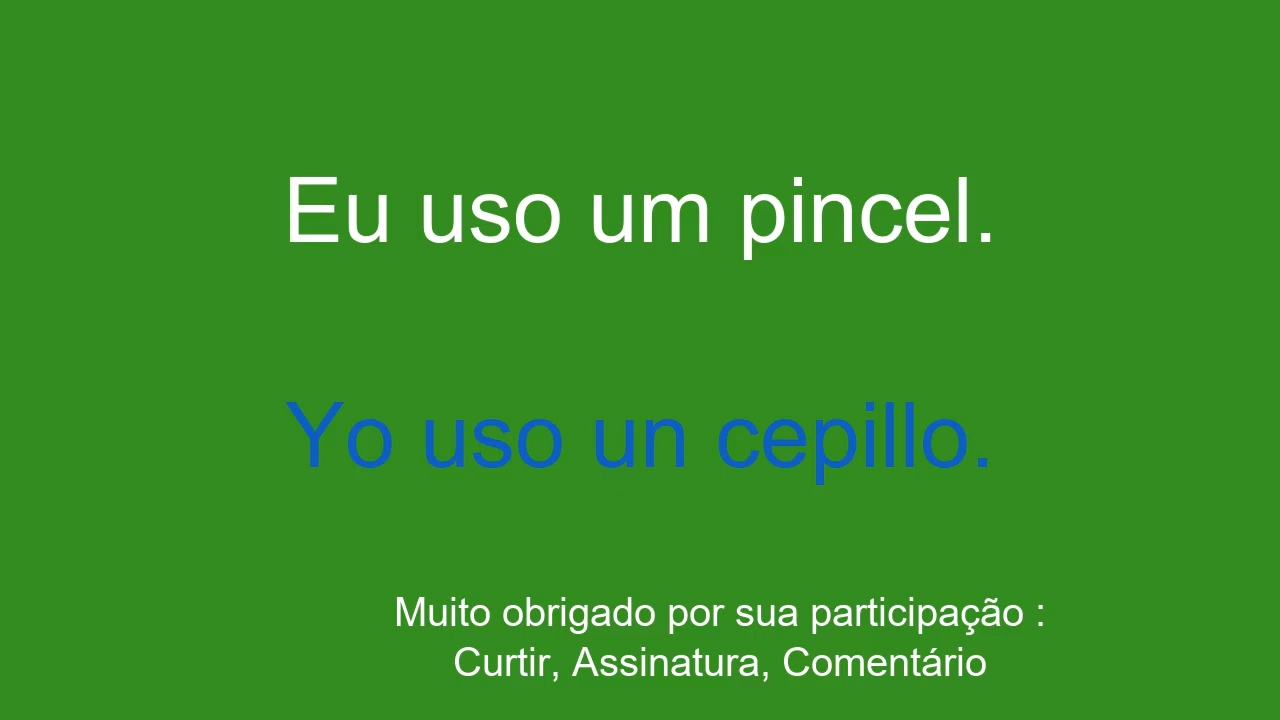 Eu uso um pincel.
Yo uso un cepillo.
Muito obrigado por sua participação :
Curtir, Assinatura, Comentário